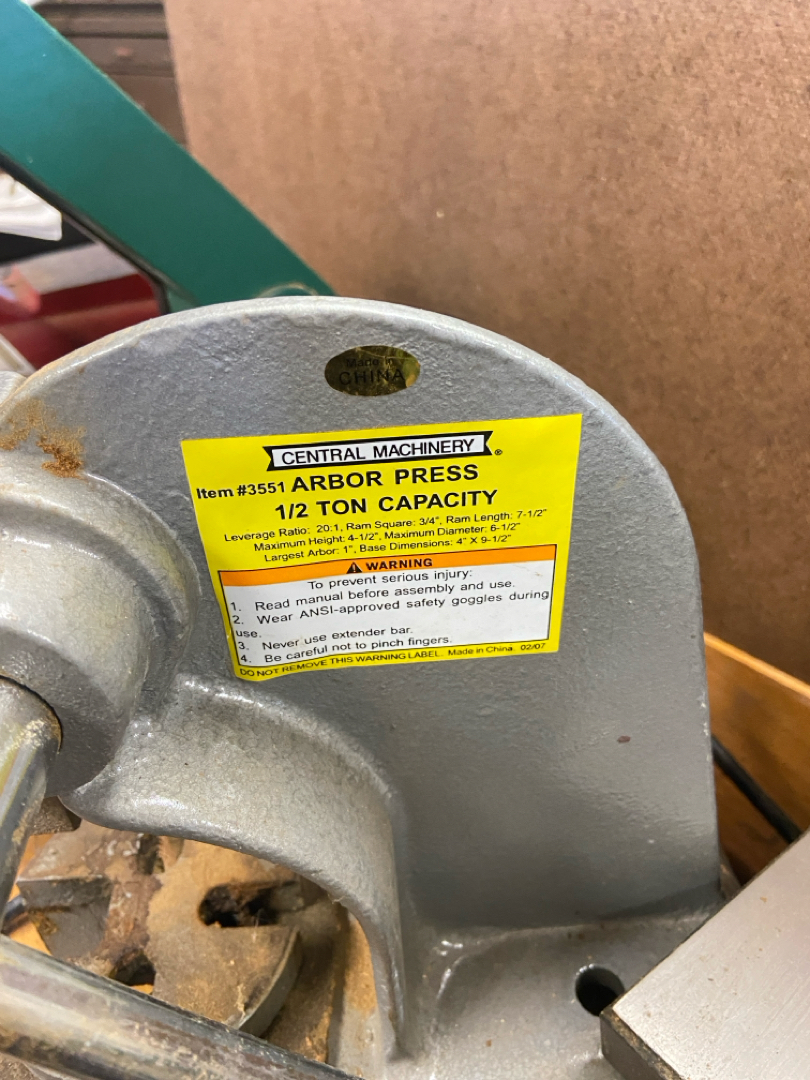 Made in
CHINA
CENTRAL MACHINERY®
Item #3551 ARBOR PRESS
1/2 TON CAPACITY
Leverage Ratio: 20:1, Ram Square: 3/4", Ram Length: 7-1/2"
Maximum Height: 4-1/2", Maximum Diameter: 6-1/2"
Largest Arbor: 1", Base Dimensions: 4" X 9-1/2"
WARNING
To prevent serious injury:
1. Read manual before assembly and use.
2. Wear ANSI-approved safety goggles during
use.
3. Never use extender bar.
4. Be careful not to pinch fingers.
DO NOT REMOVE THIS WARNING LABEL. Made in China. 02/07